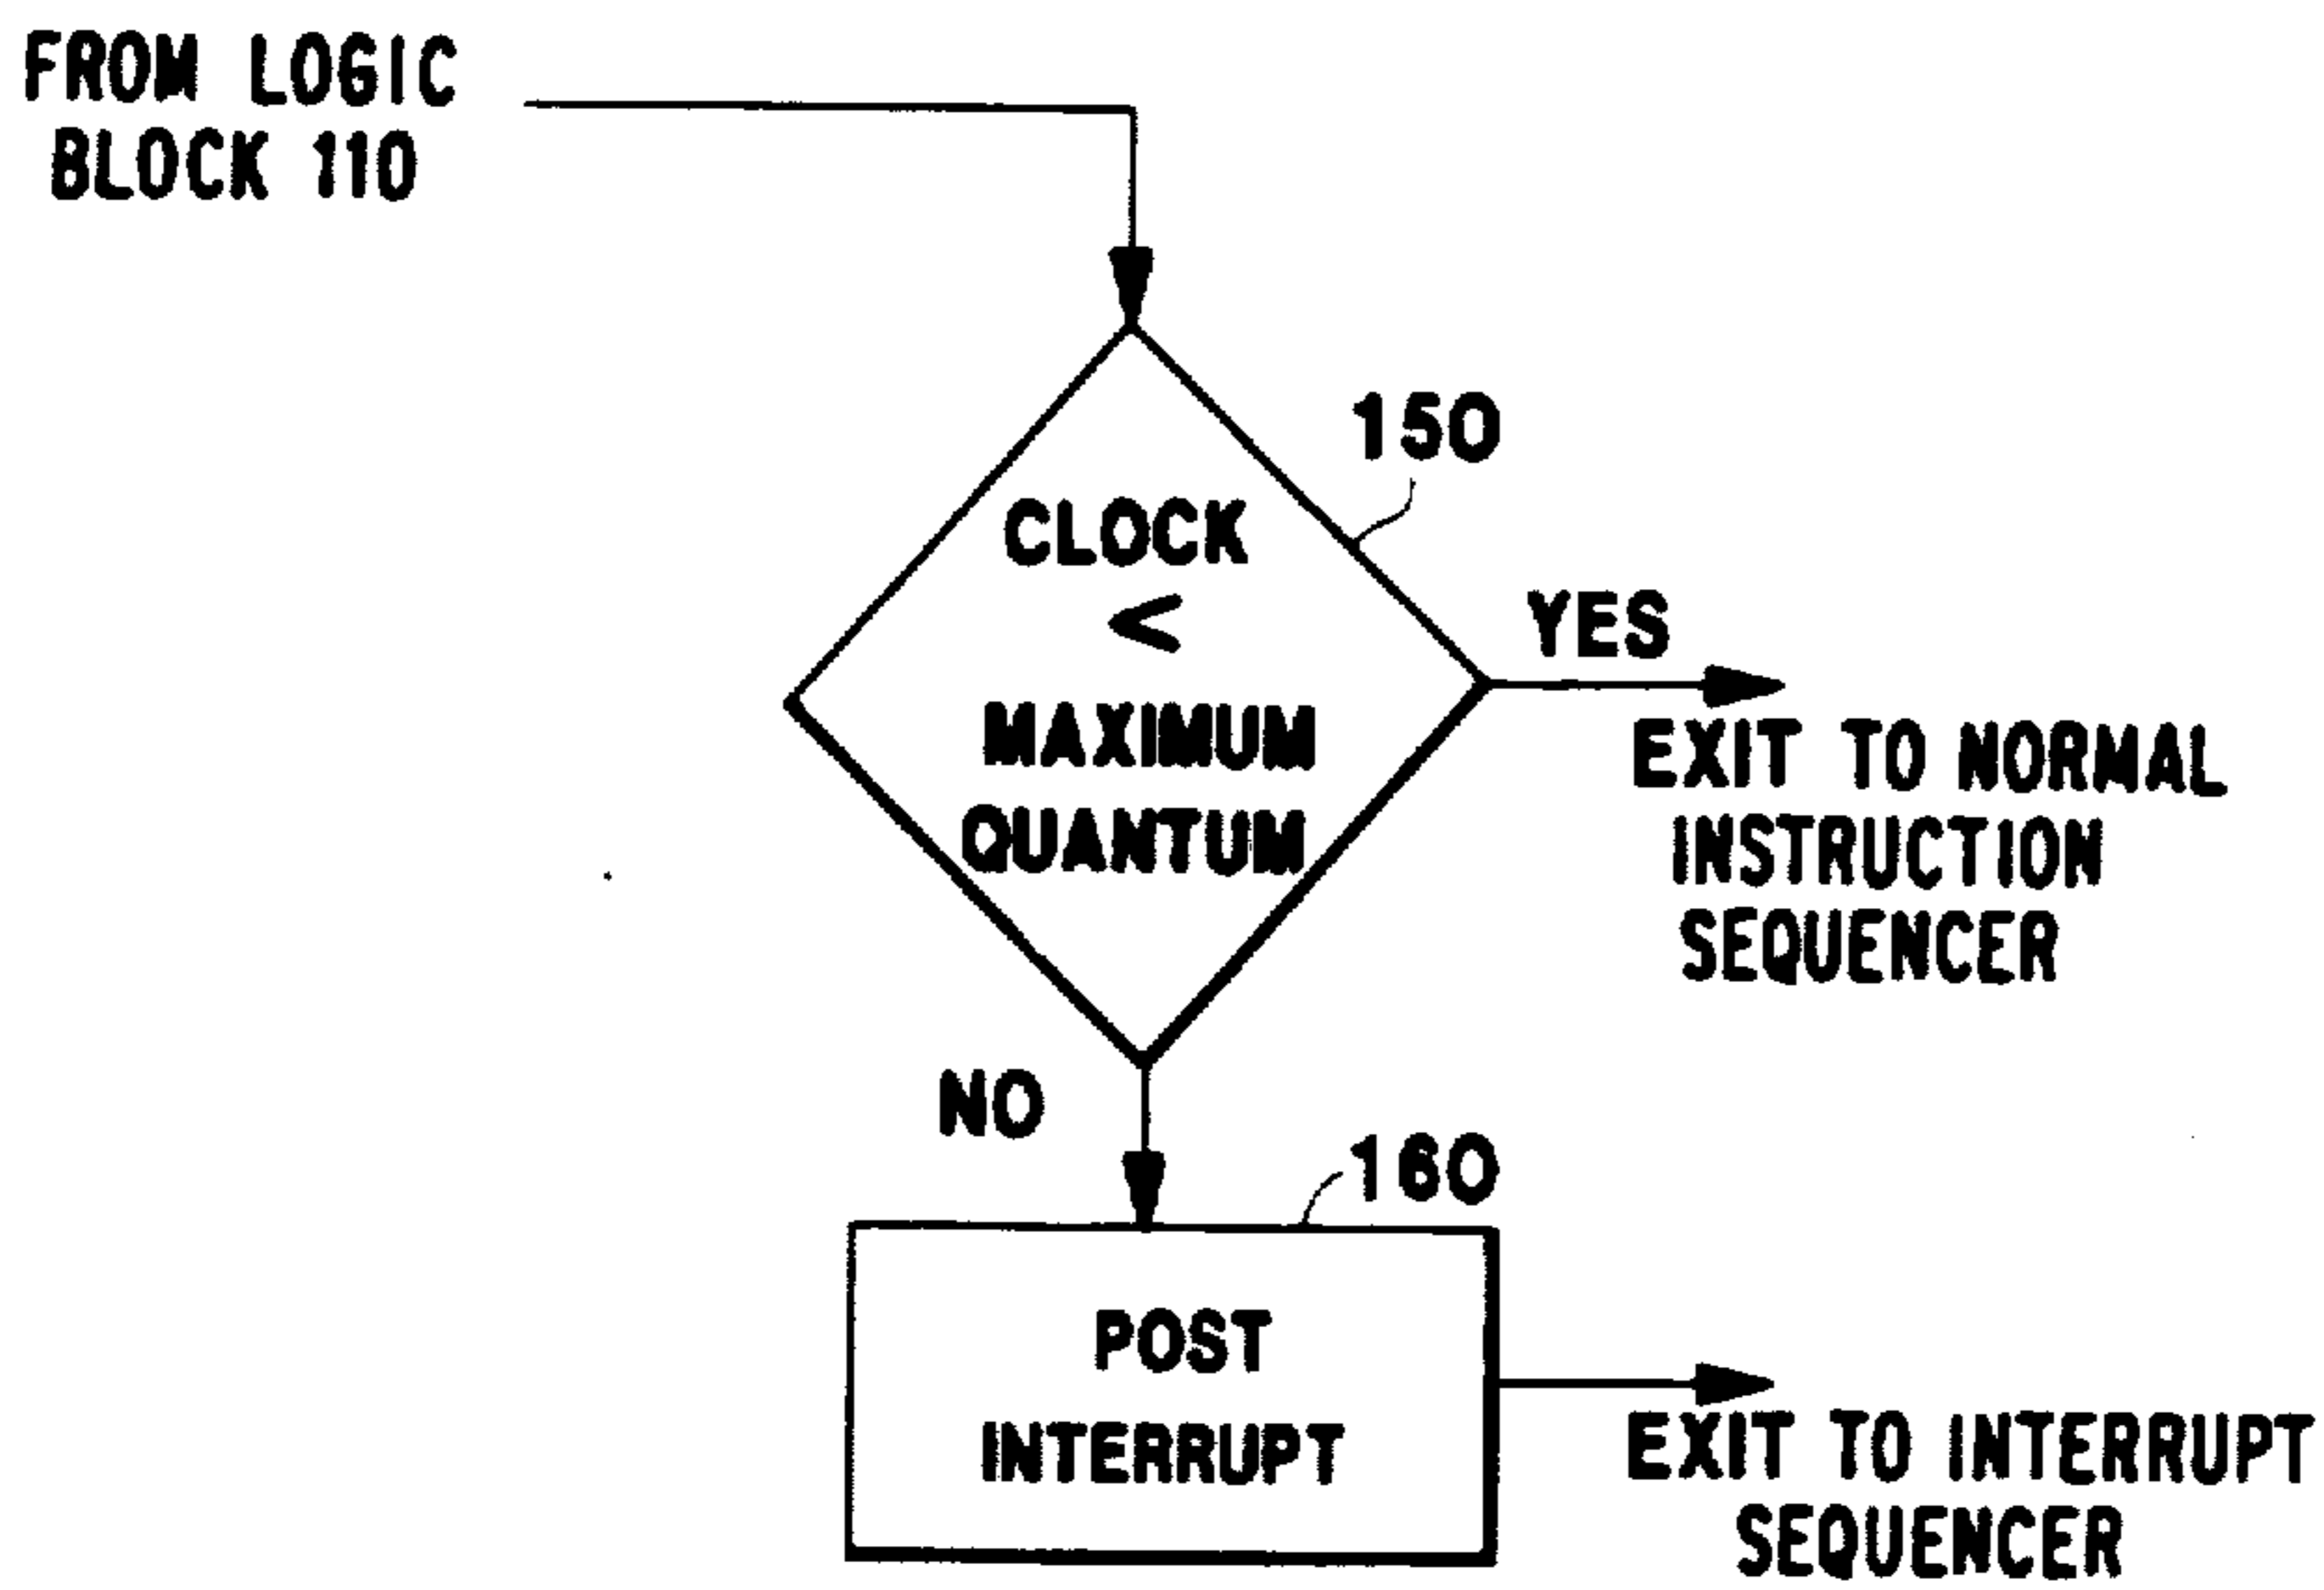 FROM LOGIC
BLOCK 110
150
CLOCK
<
MAXIMUM
QUANTUM
YES
EXIT TO NORMAL
INSTRUCTION
SEQUENCER
NO
160
POST
INTERRUPT
EXIT TO INTERRUPT
SEQUENCER